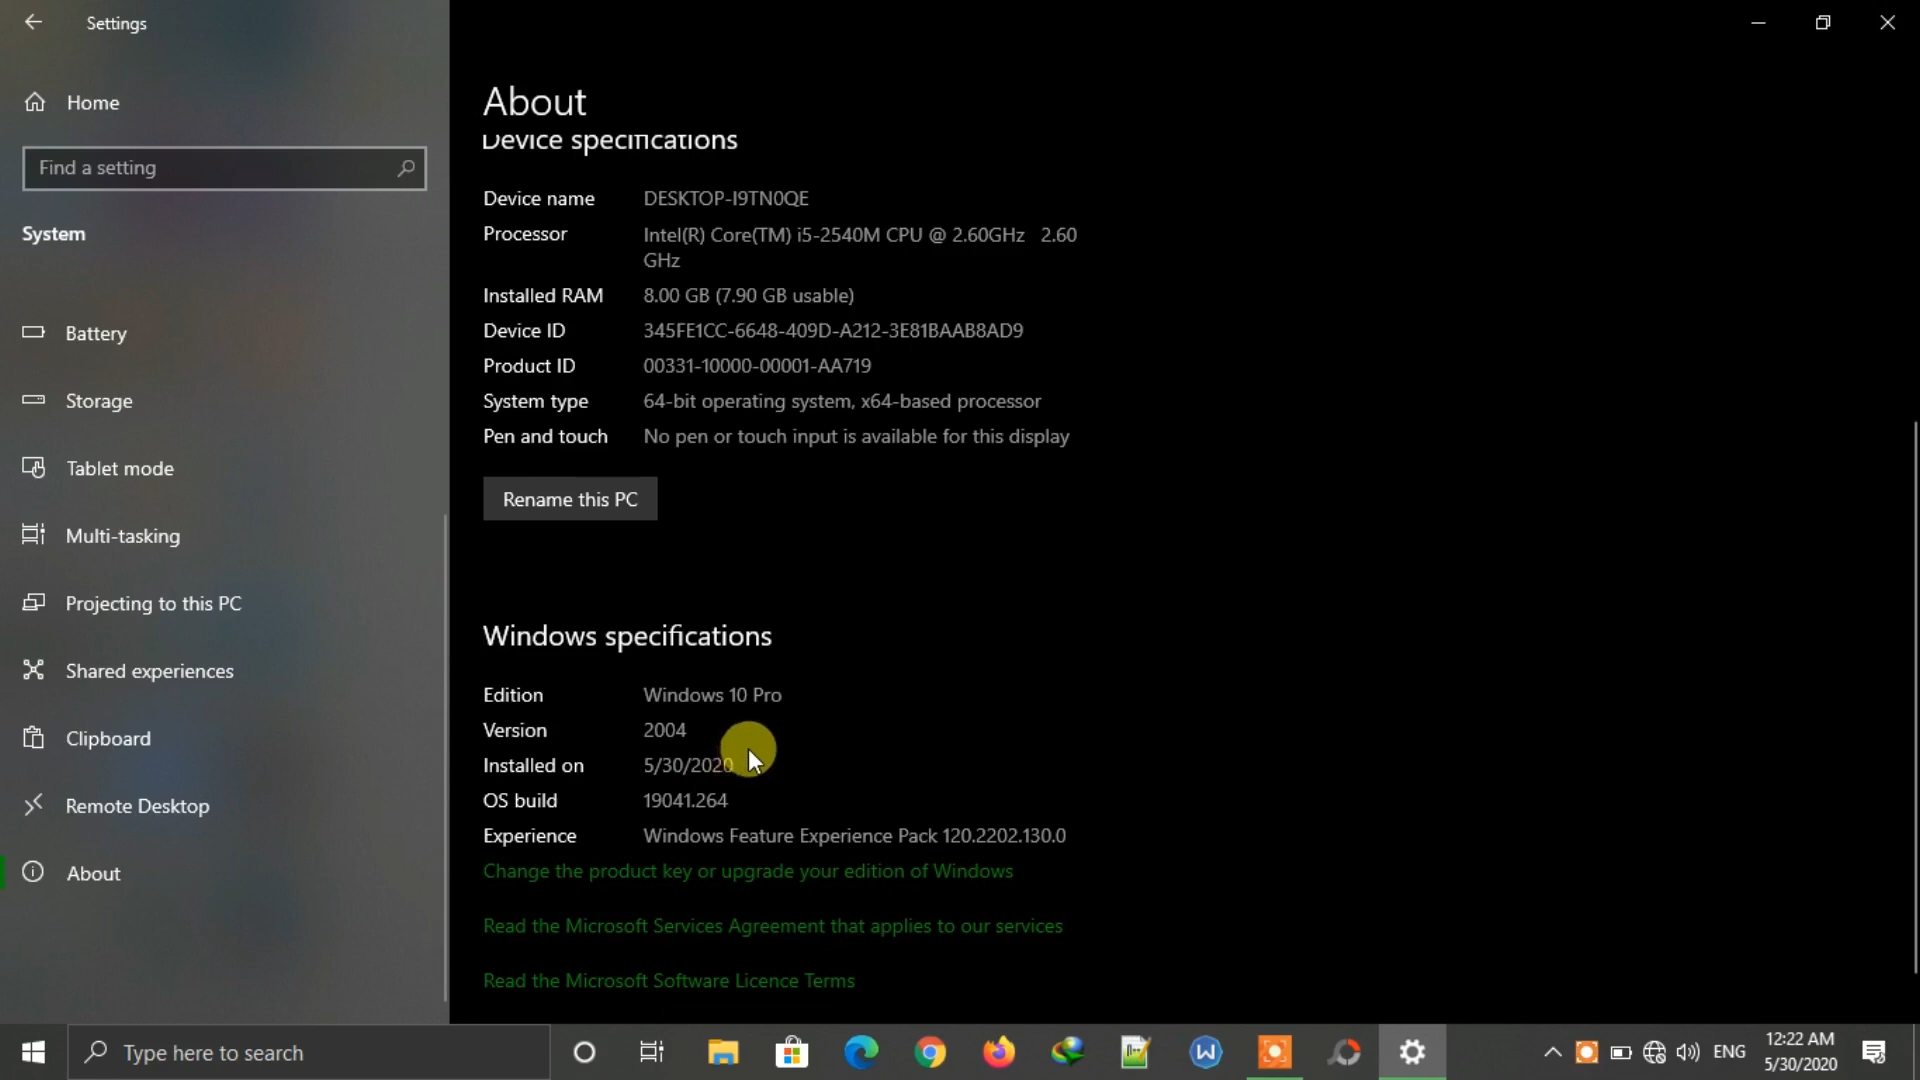 Settings
Home
Find a setting
System
Battery
Storage
Tablet mode
Multi-tasking
Projecting to this PC
Shared experiences
Clipboard
Remote Desktop
About
About
Device specifications
Device name DESKTOP-I9TN0QE
Processor Intel(R) Core(TM) i5-2540M CPU @ 2.60GHz 2.60
GHz
Installed RAM 8.00 GB (7.90 GB usable)
Device ID 345FE1CC-6648-409D-A212-3E81BAAB8AD9
Product ID 00331-10000-00001-AA719
System type 64-bit operating system, x64-based processor
Pen and touch No pen or touch input is available for this display
Rename this PC
Windows specifications
Edition Windows 10 Pro
Version 2004
Installed on 5/30/2020
OS build 19041.264
Experience Windows Feature Experience Pack 120.2202.130.0
Change the product key or upgrade your edition of Windows
Read the Microsoft Services Agreement that applies to our services
Read the Microsoft Software Licence Terms
Type here to search
ENG
12:22 AM
5/30/2020